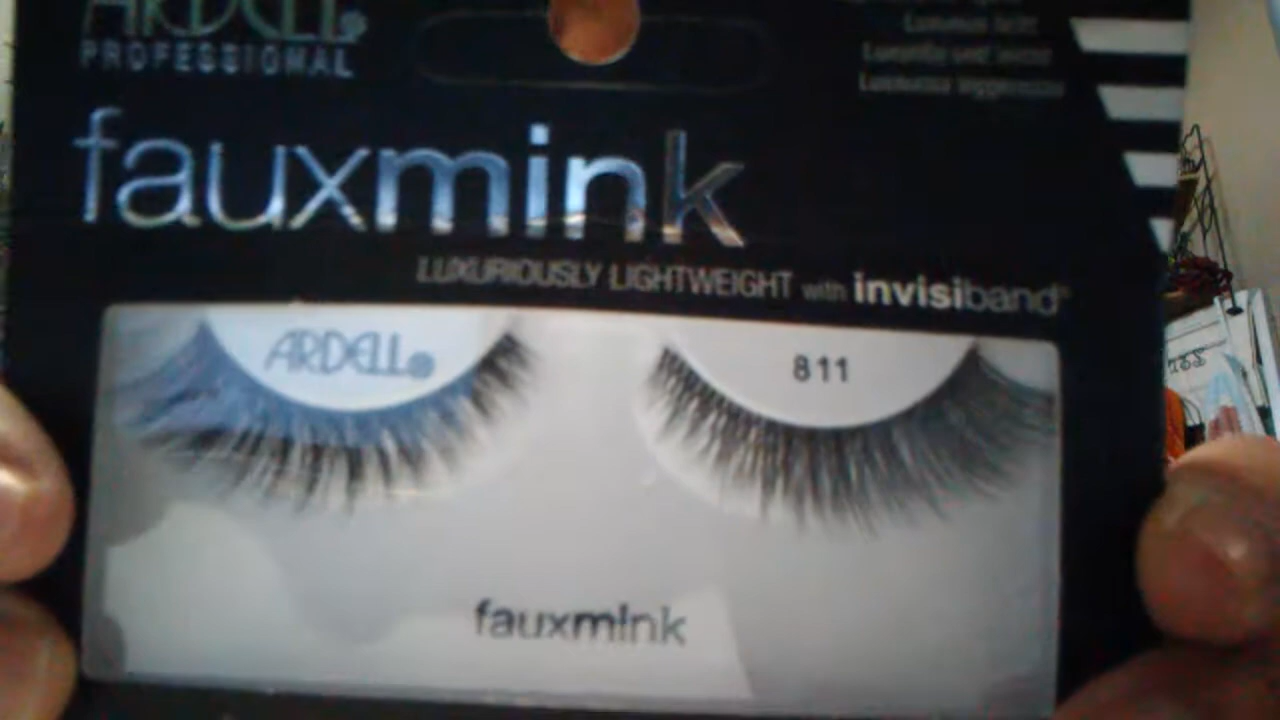 ARDELL
PROFESSIONAL
fauxmink
LUXURIOUSLY LIGHTWEIGHT with invisiband®
ARDELL
811
fauxmink